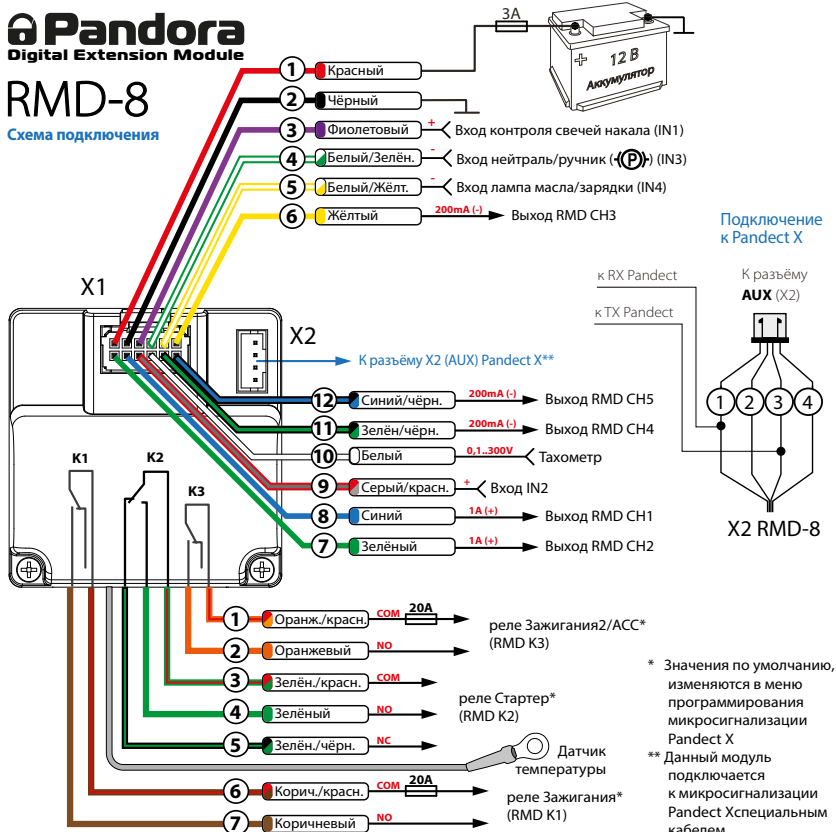 Pandora
Digital Extension Module
RMD-8
Схема подключения
3А
12 В
Аккумулятор
1 Красный
2 Чёрный
3 Фиолетовый + Вход контроля свечей накала (IN1)
4 Белый/Зелён. - Вход нейтраль/ручник ((P)) (IN3)
5 Белый/Жёлт. - Вход лампа масла/зарядки (IN4)
6 Жёлтый 200mA (-) Выход RMD CH3
Подключение
к Pandect X
к RX Pandect
к TX Pandect
К разъёму
AUX (X2)
1 2 3 4
X2 RMD-8
X1
X2
К разъёму X2 (AUX) Pandect X**
12 Синий/чёрн. 200mA (-) Выход RMD CH5
11 Зелён/чёрн. 200mA (-) Выход RMD CH4
10 Белый 0,1..300V Тахометр
9 Серый/красн. + Вход IN2
8 Синий 1A (+) Выход RMD CH1
7 Зелёный 1A (+) Выход RMD CH2
K1
K2
K3
1 Оранж./красн. COM 20A
2 Оранжевый NO
реле Зажигания2/ACC*
(RMD K3)
3 Зелён./красн. COM
4 Зелёный NO
5 Зелён./чёрн. NC
реле Стартер*
(RMD K2)
Датчик
температуры
6 Корич./красн. COM 20A
7 Коричневый NO
реле Зажигания*
(RMD K1)
* Значения по умолчанию,
изменяются в меню
программирования
микросигнализации
Pandect X
** Данный модуль
подключается
к микросигнализации
Pandect Xспециальным
кабелем